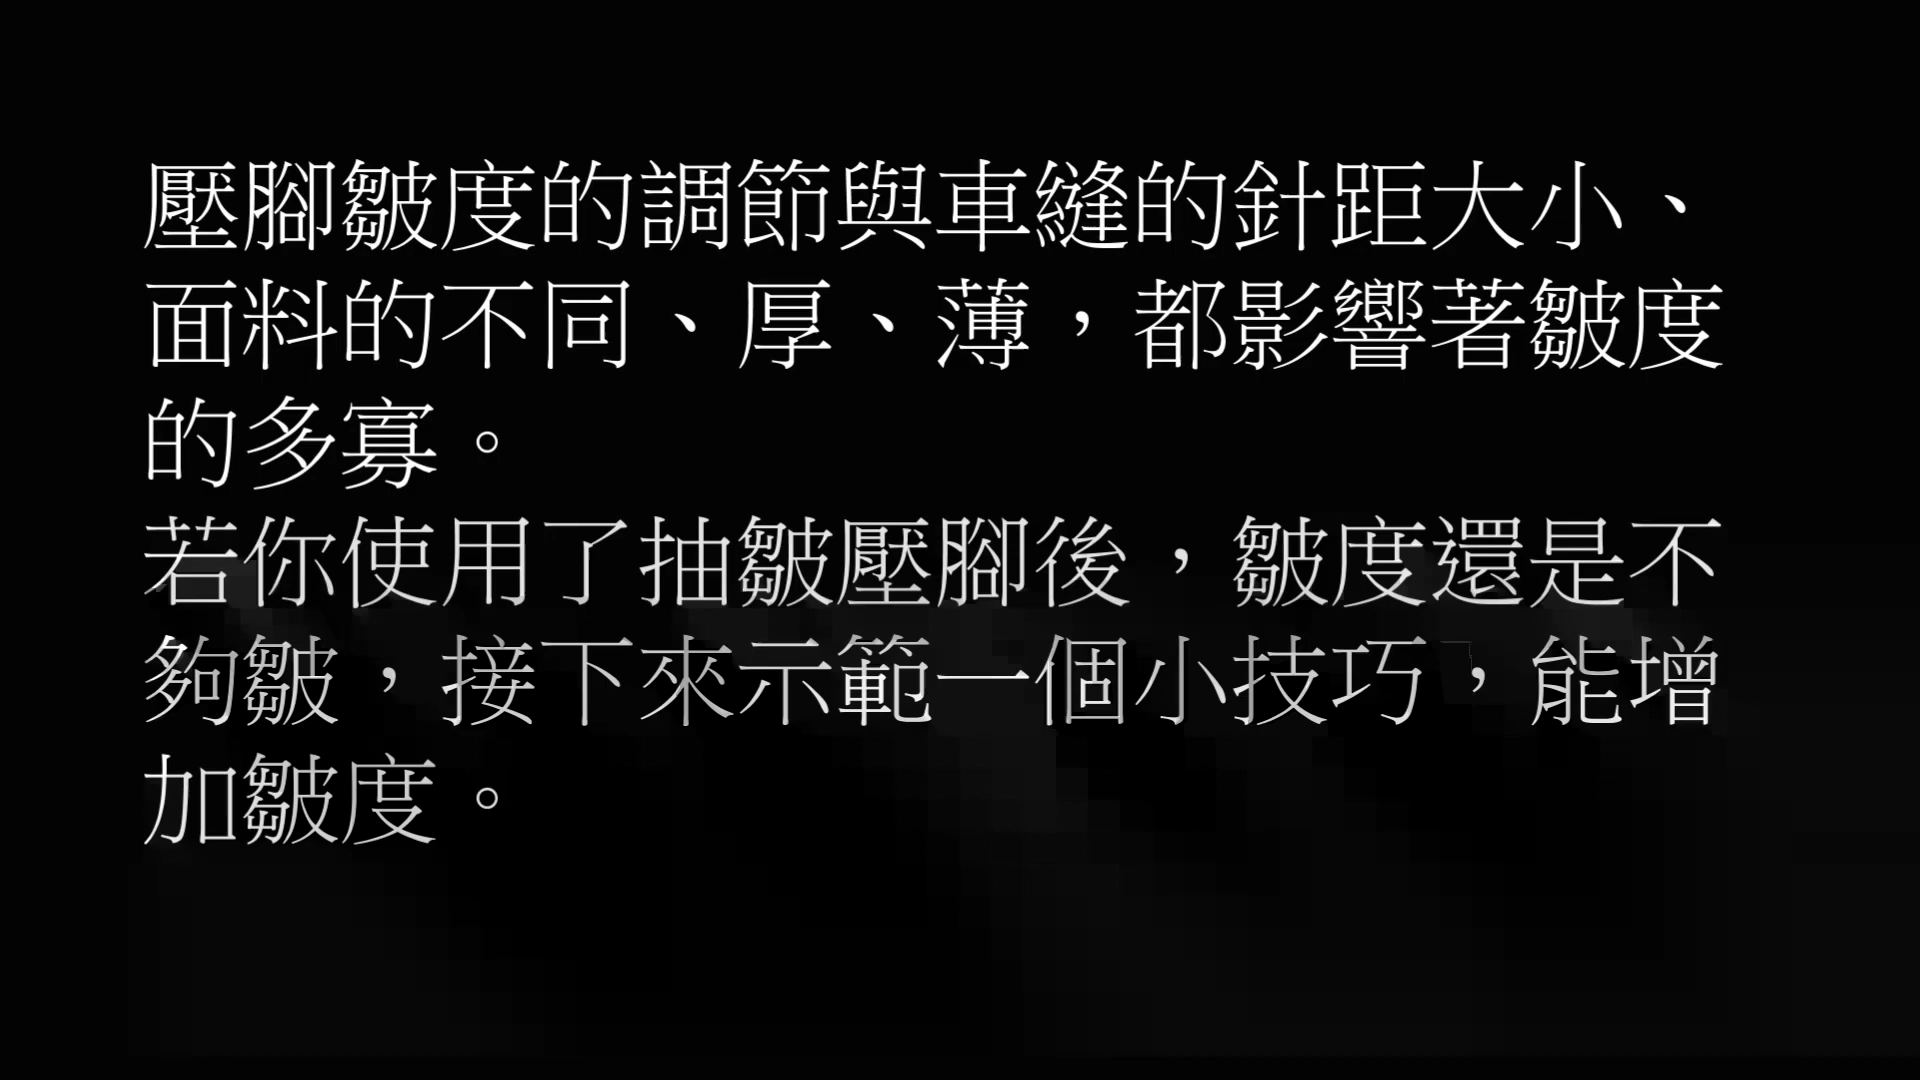 壓腳皺度的調節與車縫的針距大小、
面料的不同、厚、薄，都影響著皺度
的多寡。
若你使用了抽皺壓腳後，皺度還是不
夠皺，接下來示範一個小技巧，能增
加皺度。